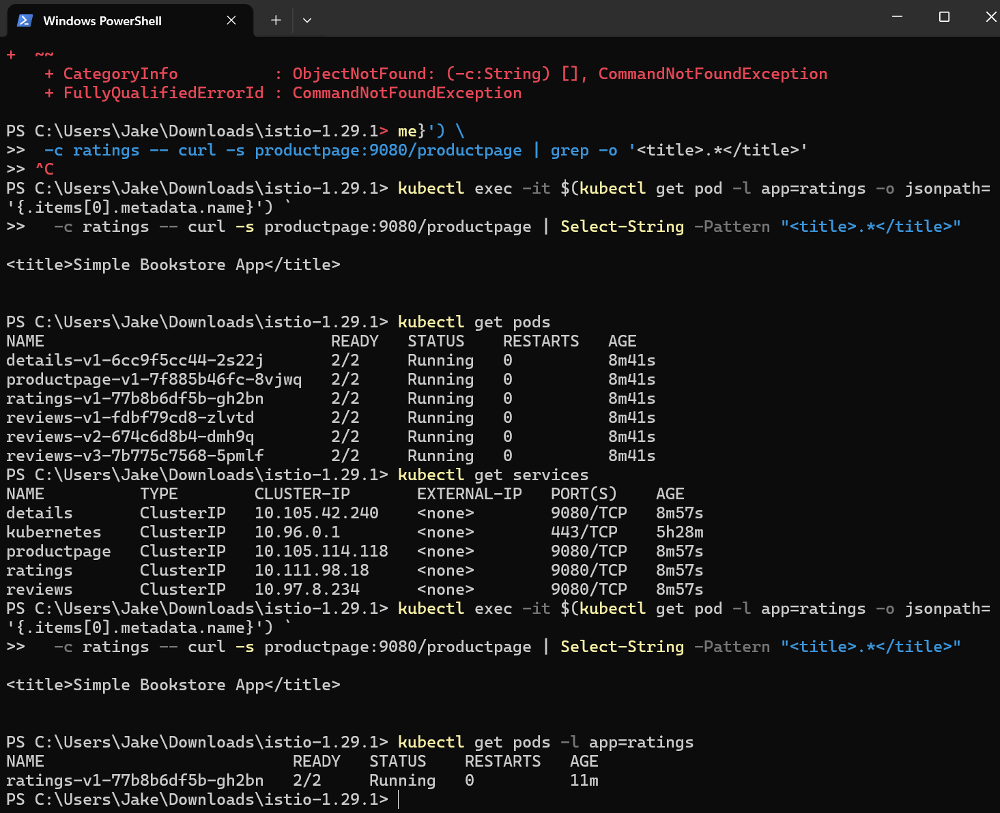 Windows PowerShell
+  ~~
    + CategoryInfo          : ObjectNotFound: (-c:String) [], CommandNotFoundException
    + FullyQualifiedErrorId : CommandNotFoundException
PS C:\Users\Jake\Downloads\istio-1.29.1> me}') \
>>  -c ratings -- curl -s productpage:9080/productpage | grep -o '<title>.*</title>'
>> ^C
PS C:\Users\Jake\Downloads\istio-1.29.1> kubectl exec -it $(kubectl get pod -l app=ratings -o jsonpath=
'{.items[0].metadata.name}') `
>>   -c ratings -- curl -s productpage:9080/productpage | Select-String -Pattern "<title>.*</title>"
<title>Simple Bookstore App</title>
PS C:\Users\Jake\Downloads\istio-1.29.1> kubectl get pods
NAME                              READY   STATUS    RESTARTS   AGE
details-v1-6cc9f5cc44-2s22j       2/2     Running   0          8m41s
productpage-v1-7f885b46fc-8vjwq   2/2     Running   0          8m41s
ratings-v1-77b8b6df5b-gh2bn       2/2     Running   0          8m41s
reviews-v1-fdbf79cd8-zlvtd        2/2     Running   0          8m41s
reviews-v2-674c6d8b4-dmh9q        2/2     Running   0          8m41s
reviews-v3-7b775c7568-5pmlf       2/2     Running   0          8m41s
PS C:\Users\Jake\Downloads\istio-1.29.1> kubectl get services
NAME          TYPE        CLUSTER-IP       EXTERNAL-IP   PORT(S)    AGE
details       ClusterIP   10.105.42.240    <none>        9080/TCP   8m57s
kubernetes    ClusterIP   10.96.0.1        <none>        443/TCP    5h28m
productpage   ClusterIP   10.105.114.118   <none>        9080/TCP   8m57s
ratings       ClusterIP   10.111.98.18     <none>        9080/TCP   8m57s
reviews       ClusterIP   10.97.8.234      <none>        9080/TCP   8m57s
PS C:\Users\Jake\Downloads\istio-1.29.1> kubectl exec -it $(kubectl get pod -l app=ratings -o jsonpath=
'{.items[0].metadata.name}') `
>>   -c ratings -- curl -s productpage:9080/productpage | Select-String -Pattern "<title>.*</title>"
<title>Simple Bookstore App</title>
PS C:\Users\Jake\Downloads\istio-1.29.1> kubectl get pods -l app=ratings
NAME                          READY   STATUS    RESTARTS   AGE
ratings-v1-77b8b6df5b-gh2bn   2/2     Running   0          11m
PS C:\Users\Jake\Downloads\istio-1.29.1>